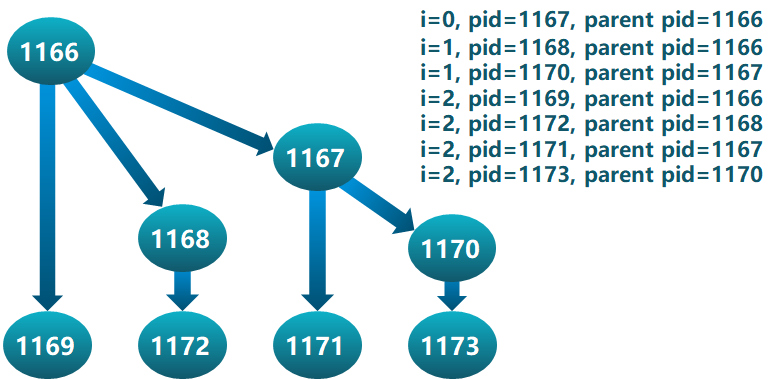 i=0, pid=1167, parent pid=1166
i=1, pid=1168, parent pid=1166
i=1, pid=1170, parent pid=1167
i=2, pid=1169, parent pid=1166
i=2, pid=1172, parent pid=1168
i=2, pid=1171, parent pid=1167
i=2, pid=1173, parent pid=1170
1166
1167
1168
1170
1169
1172
1171
1173